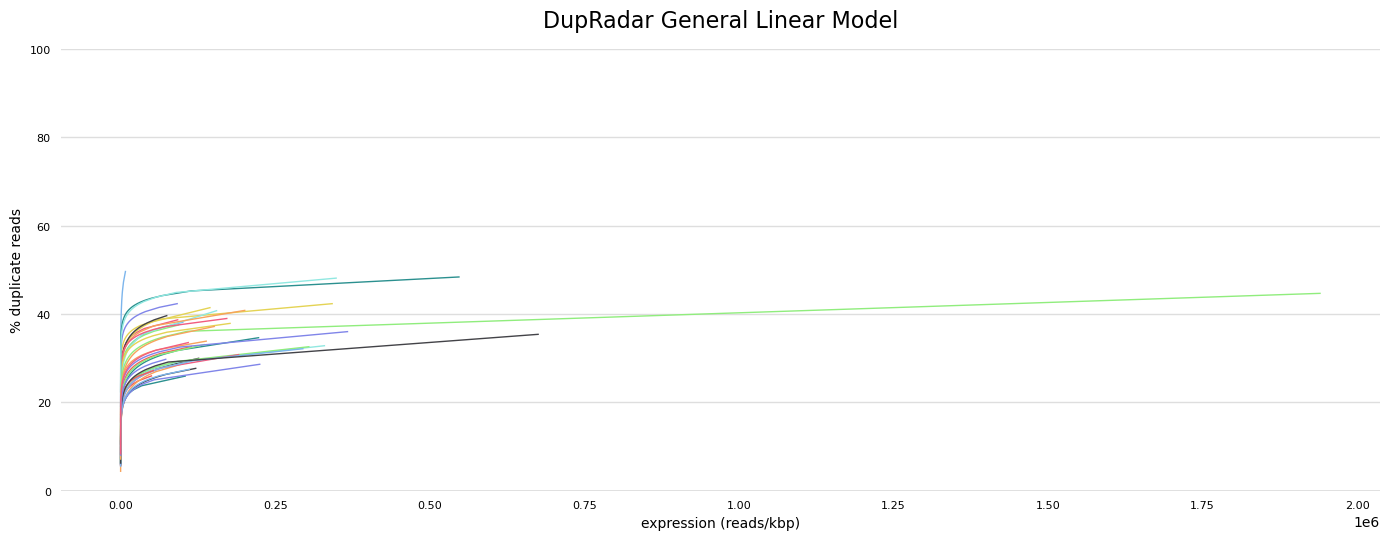 DupRadar General Linear Model
100
80
60
40
20
0
% duplicate reads
0.00 0.25 0.50 0.75 1.00 1.25 1.50 1.75 2.00
1e6
expression (reads/kbp)